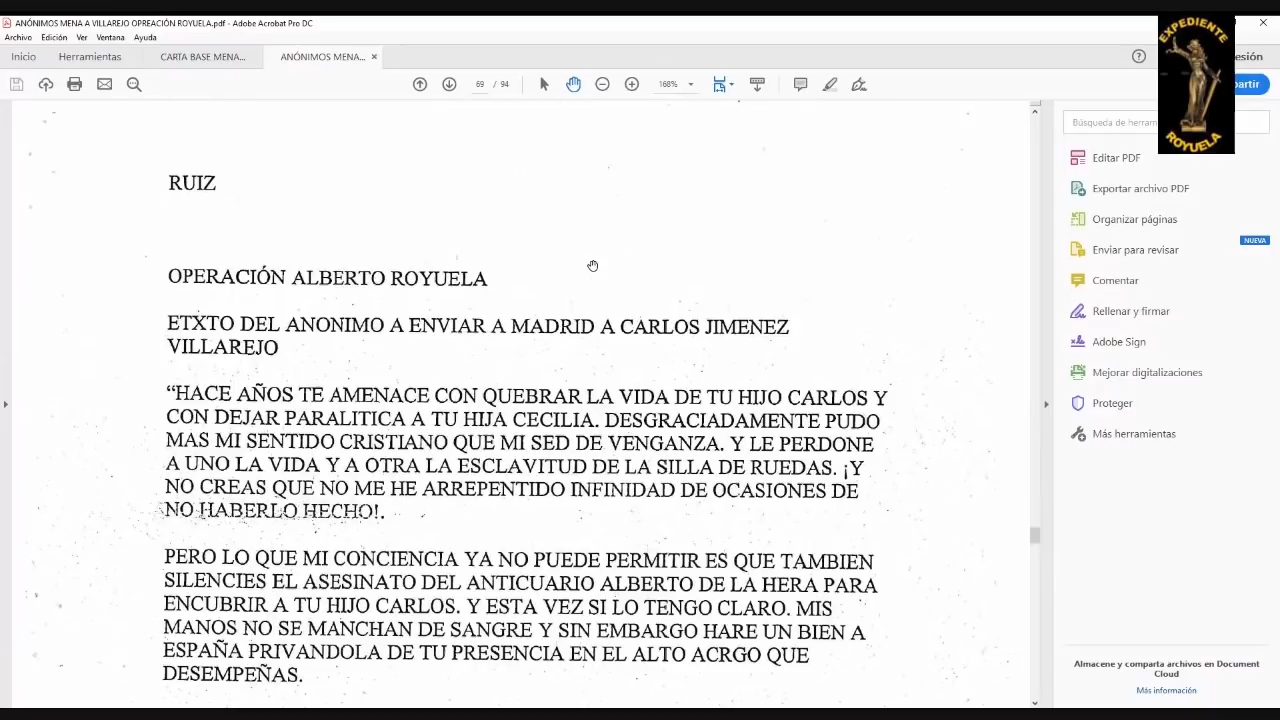 ANÓNIMOS MENA A VILLAREJO OPREACIÓN ROYUELA.pdf - Adobe Acrobat Pro DC
Archivo Edición Ver Ventana Ayuda
Inicio Herramientas CARTA BASE MENA... ANÓNIMOS MENA... × esión
69 / 94 168% artir
EXPEDIENTE
ROYUELA
Búsqueda de herram
Editar PDF
Exportar archivo PDF
Organizar páginas
Enviar para revisar
NUEVA
Comentar
Rellenar y firmar
Adobe Sign
Mejorar digitalizaciones
Proteger
Más herramientas
Almacene y comparta archivos en Document
Cloud
Más información
RUIZ
OPERACIÓN ALBERTO ROYUELA
ETXTO DEL ANONIMO A ENVIAR A MADRID A CARLOS JIMENEZ
VILLAREJO
“HACE AÑOS TE AMENACE CON QUEBRAR LA VIDA DE TU HIJO CARLOS Y
CON DEJAR PARALITICA A TU HIJA CECILIA. DESGRACIADAMENTE PUDO
MAS MI SENTIDO CRISTIANO QUE MI SED DE VENGANZA. Y LE PERDONE
A UNO LA VIDA Y A OTRA LA ESCLAVITUD DE LA SILLA DE RUEDAS. ¡Y
NO CREAS QUE NO ME HE ARREPENTIDO INFINIDAD DE OCASIONES DE
NO HABERLO HECHO!.
PERO LO QUE MI CONCIENCIA YA NO PUEDE PERMITIR ES QUE TAMBIEN
SILENCIES EL ASESINATO DEL ANTICUARIO ALBERTO DE LA HERA PARA
ENCUBRIR A TU HIJO CARLOS. Y ESTA VEZ SI LO TENGO CLARO. MIS
MANOS NO SE MANCHAN DE SANGRE Y SIN EMBARGO HARE UN BIEN A
ESPAÑA PRIVANDOLA DE TU PRESENCIA EN EL ALTO ACRGO QUE
DESEMPEÑAS.